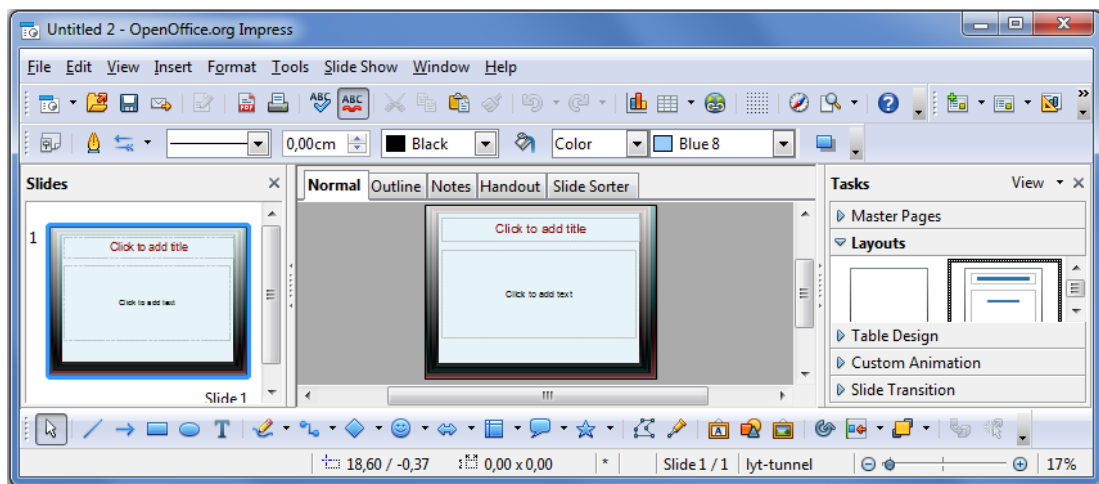 Untitled 2 - OpenOffice.org Impress
File Edit View Insert Format Tools Slide Show Window Help
ABC ABC PDF
0,00cm Black Color Blue 8
Slides
Normal Outline Notes Handout Slide Sorter
Tasks View
1
Click to add title
Click to add text
Slide 1
Click to add title
Click to add text
Master Pages
Layouts
Table Design
Custom Animation
Slide Transition
T A
18,60 / -0,37 0,00 x 0,00 * Slide 1 / 1 lyt-tunnel 17%